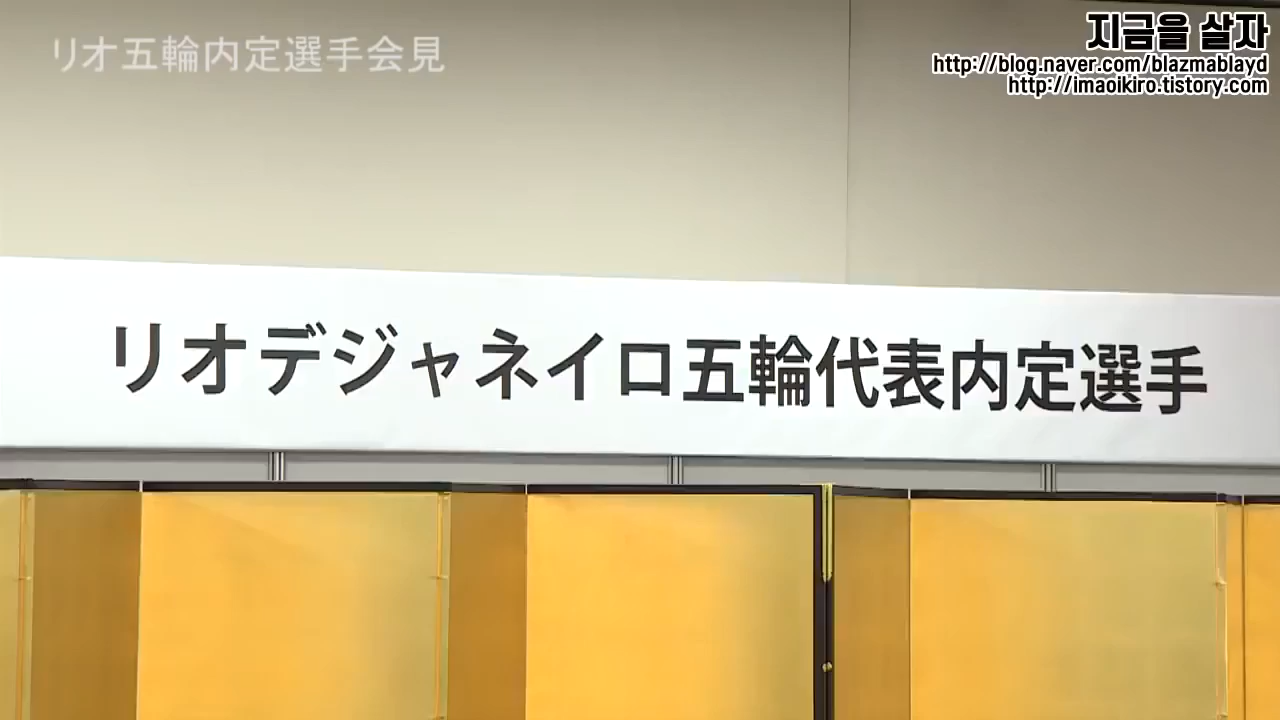 リオ五輪内定選手会見
지금을 살자
http://blog.naver.com/blazmablayd
http://imaoikiro.tistory.com
リオデジャネイロ五輪代表内定選手